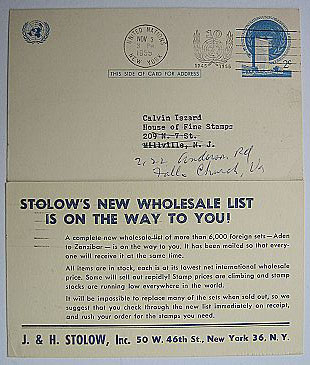 UNITED NATIONS
NOV 1
3 PM
1955
NEW YORK
1945 - 1955
2¢
THIS SIDE OF CARD FOR ADDRESS
Calvin Iszard
House of Fine Stamps
209 N. 7 St.
Millville, N. J.
Anderson Rd
Falls Church, Va
STOLOW'S NEW WHOLESALE LIST
IS ON THE WAY TO YOU!
A complete new wholesale list of more than 6,000 foreign sets—Aden
to Zanzibar—is on the way to you. It has been mailed so that every-
one will receive it at the same time.
All items are in stock, each is at its lowest net international wholesale
price. Some will sell out rapidly! Stamp prices are climbing and stamp
stocks are running low everywhere in the world.
It will be impossible to replace many of the sets when sold out, so we
suggest that you check through the new list immediately on receipt,
and rush your order for the stamps you need.
J. & H. STOLOW, Inc. 50 W. 46th St., New York 36, N. Y.